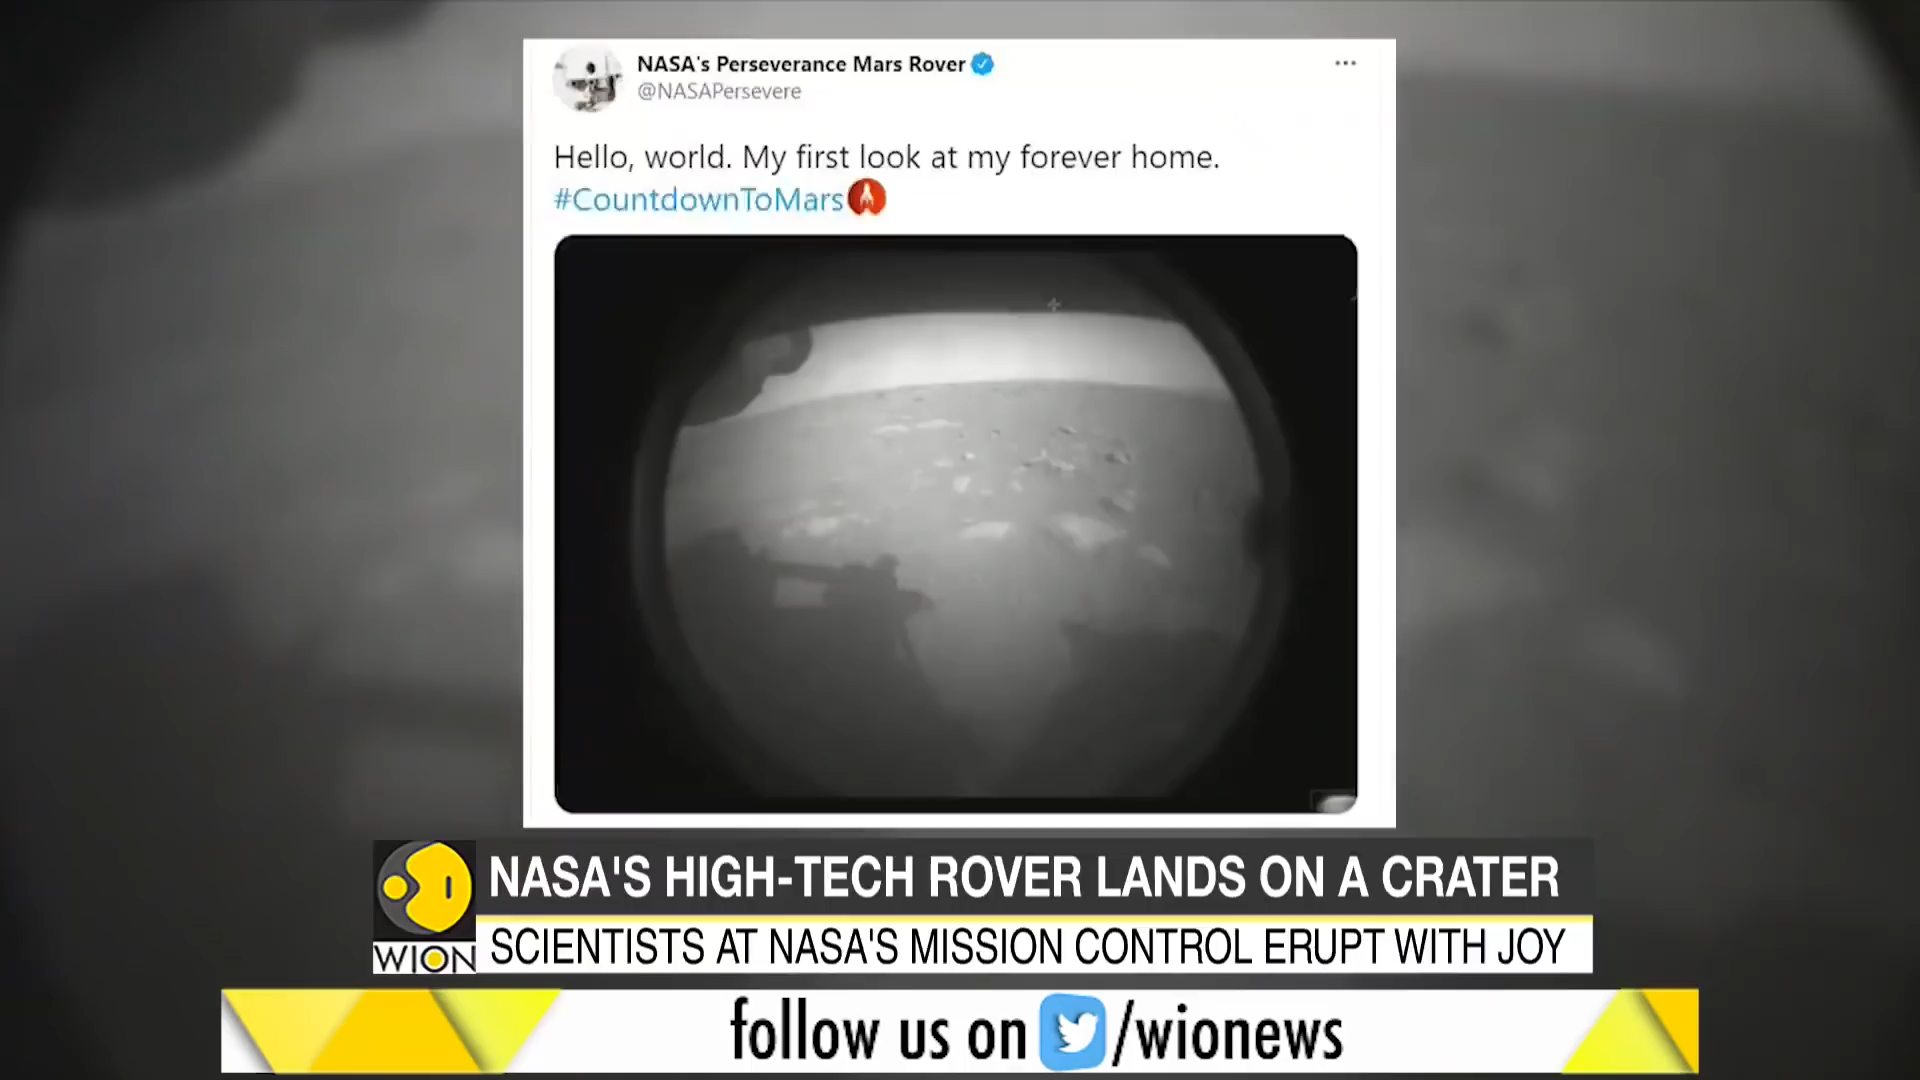 NASA's Perseverance Mars Rover
@NASAPersevere
Hello, world. My first look at my forever home.
#CountdownToMars
NASA'S HIGH-TECH ROVER LANDS ON A CRATER
SCIENTISTS AT NASA'S MISSION CONTROL ERUPT WITH JOY
WION
follow us on /wionews